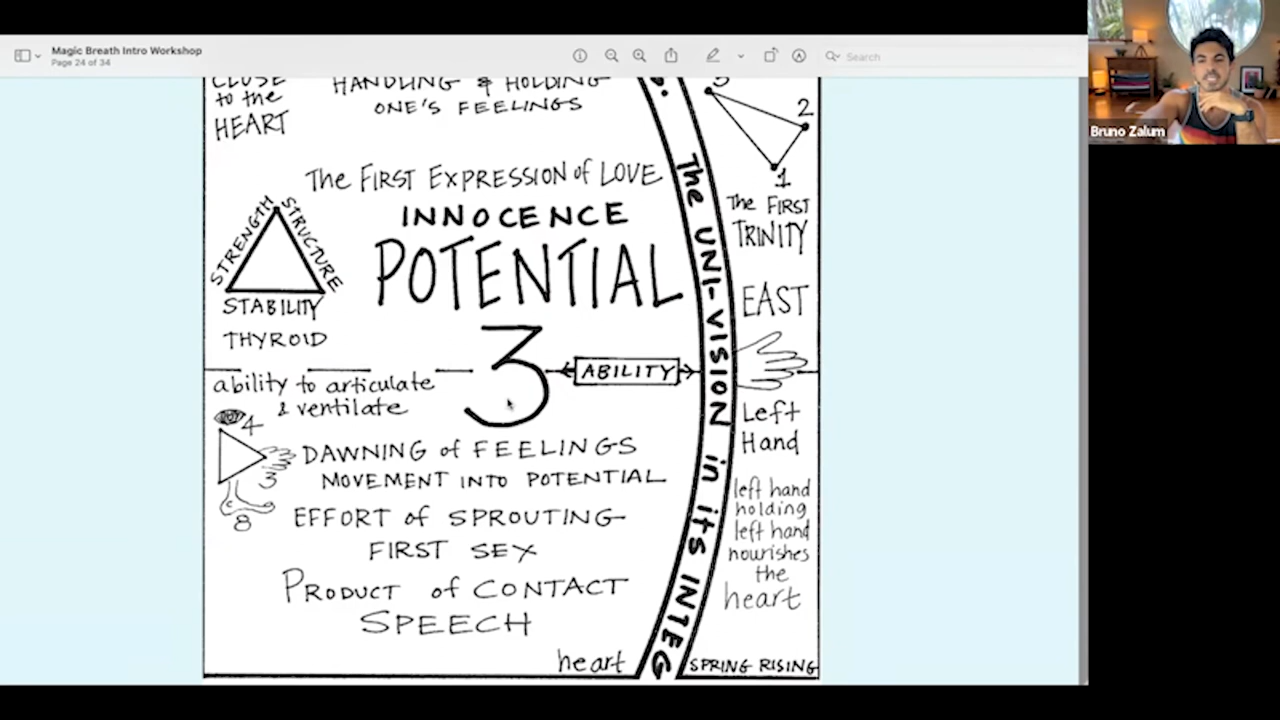 Magic Breath Intro Workshop
Page 24 of 34
Search
Bruno Zalum
CLOSE
to the
HEART
HANDLING & HOLDING
ONE'S FEELINGS
The FIRST EXPRESSION of LOVE
INNOCENCE
POTENTIAL
STRENGTH
STRUCTURE
STABILITY
THYROID
3
ABILITY
ability to articulate
& ventilate
4
3
8
DAWNING of FEELINGS
MOVEMENT INTO POTENTIAL
EFFORT of SPROUTING
FIRST SEX
PRODUCT of CONTACT
SPEECH
heart
The UNI-VISION in its INTEG
3
2
1
The FIRST
TRINITY
EAST
Left
Hand
left hand
holding
left hand
nourishes
the
heart
SPRING RISING